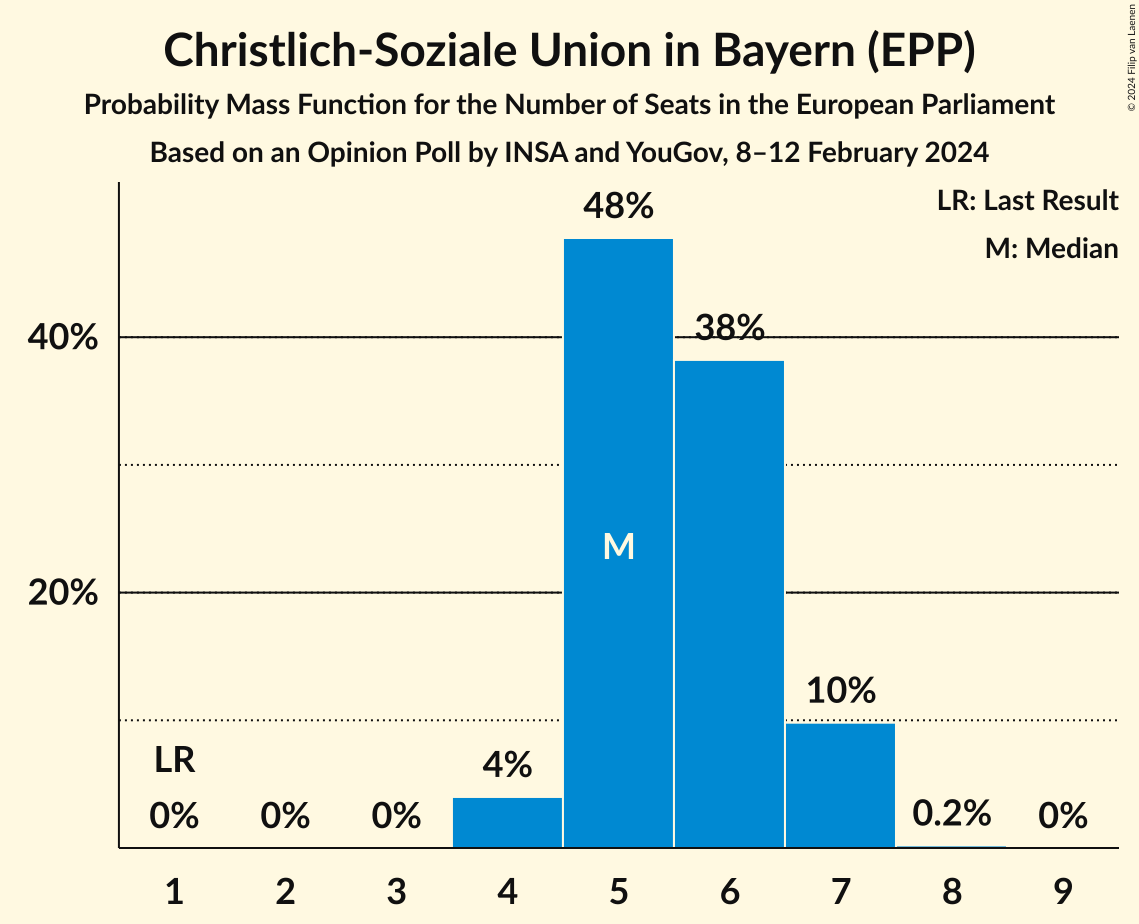 Christlich-Soziale Union in Bayern (EPP)
Probability Mass Function for the Number of Seats in the European Parliament
Based on an Opinion Poll by INSA and YouGov, 8–12 February 2024
© 2024 Filip van Laenen
LR: Last Result
M: Median
48%
38%
40%
M
20%
10%
LR
4%
0%
0%
0%
0.2%
0%
1
2
3
4
5
6
7
8
9